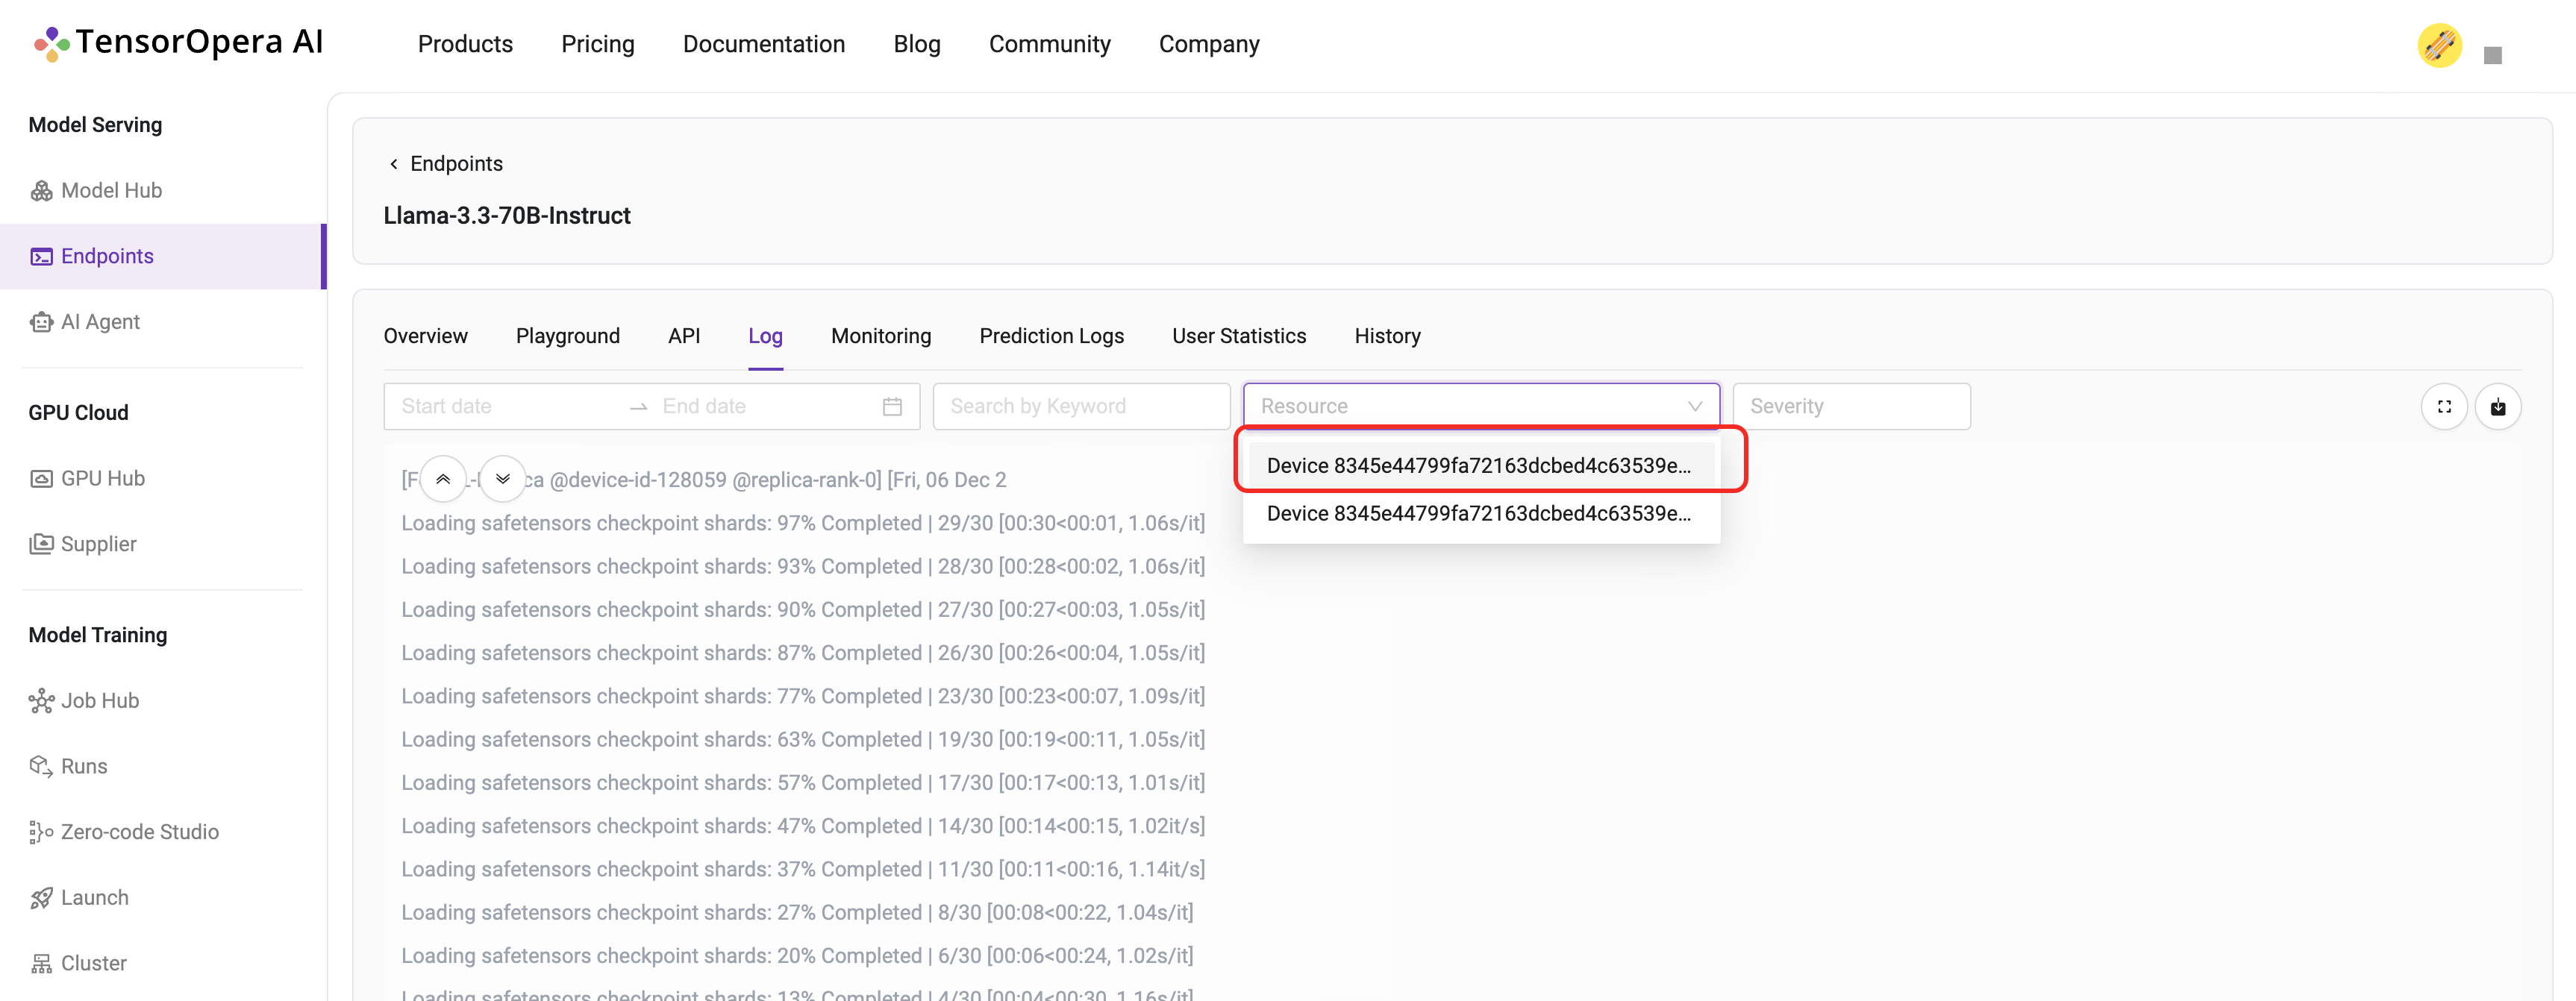 TensorOpera AI
Products Pricing Documentation Blog Community Company
Model Serving
Model Hub
Endpoints
AI Agent
GPU Cloud
GPU Hub
Supplier
Model Training
Job Hub
Runs
Zero-code Studio
Launch
Cluster
Endpoints
Llama-3.3-70B-Instruct
Overview Playground API Log Monitoring Prediction Logs User Statistics History
Start date End date Search by Keyword Resource Severity
Device 8345e44799fa72163dcbed4c63539e...
Device 8345e44799fa72163dcbed4c63539e...
@device-id-128059 @replica-rank-0] [Fri, 06 Dec 2
Loading safetensors checkpoint shards: 97% Completed | 29/30 [00:30<00:01, 1.06s/it]
Loading safetensors checkpoint shards: 93% Completed | 28/30 [00:28<00:02, 1.06s/it]
Loading safetensors checkpoint shards: 90% Completed | 27/30 [00:27<00:03, 1.05s/it]
Loading safetensors checkpoint shards: 87% Completed | 26/30 [00:26<00:04, 1.05s/it]
Loading safetensors checkpoint shards: 77% Completed | 23/30 [00:23<00:07, 1.09s/it]
Loading safetensors checkpoint shards: 63% Completed | 19/30 [00:19<00:11, 1.05s/it]
Loading safetensors checkpoint shards: 57% Completed | 17/30 [00:17<00:13, 1.01s/it]
Loading safetensors checkpoint shards: 47% Completed | 14/30 [00:14<00:15, 1.02it/s]
Loading safetensors checkpoint shards: 37% Completed | 11/30 [00:11<00:16, 1.14it/s]
Loading safetensors checkpoint shards: 27% Completed | 8/30 [00:08<00:22, 1.04s/it]
Loading safetensors checkpoint shards: 20% Completed | 6/30 [00:06<00:24, 1.02s/it]
Loading safetensors checkpoint shards: 13% Completed | 4/30 [00:04<00:30, 1.16s/it]